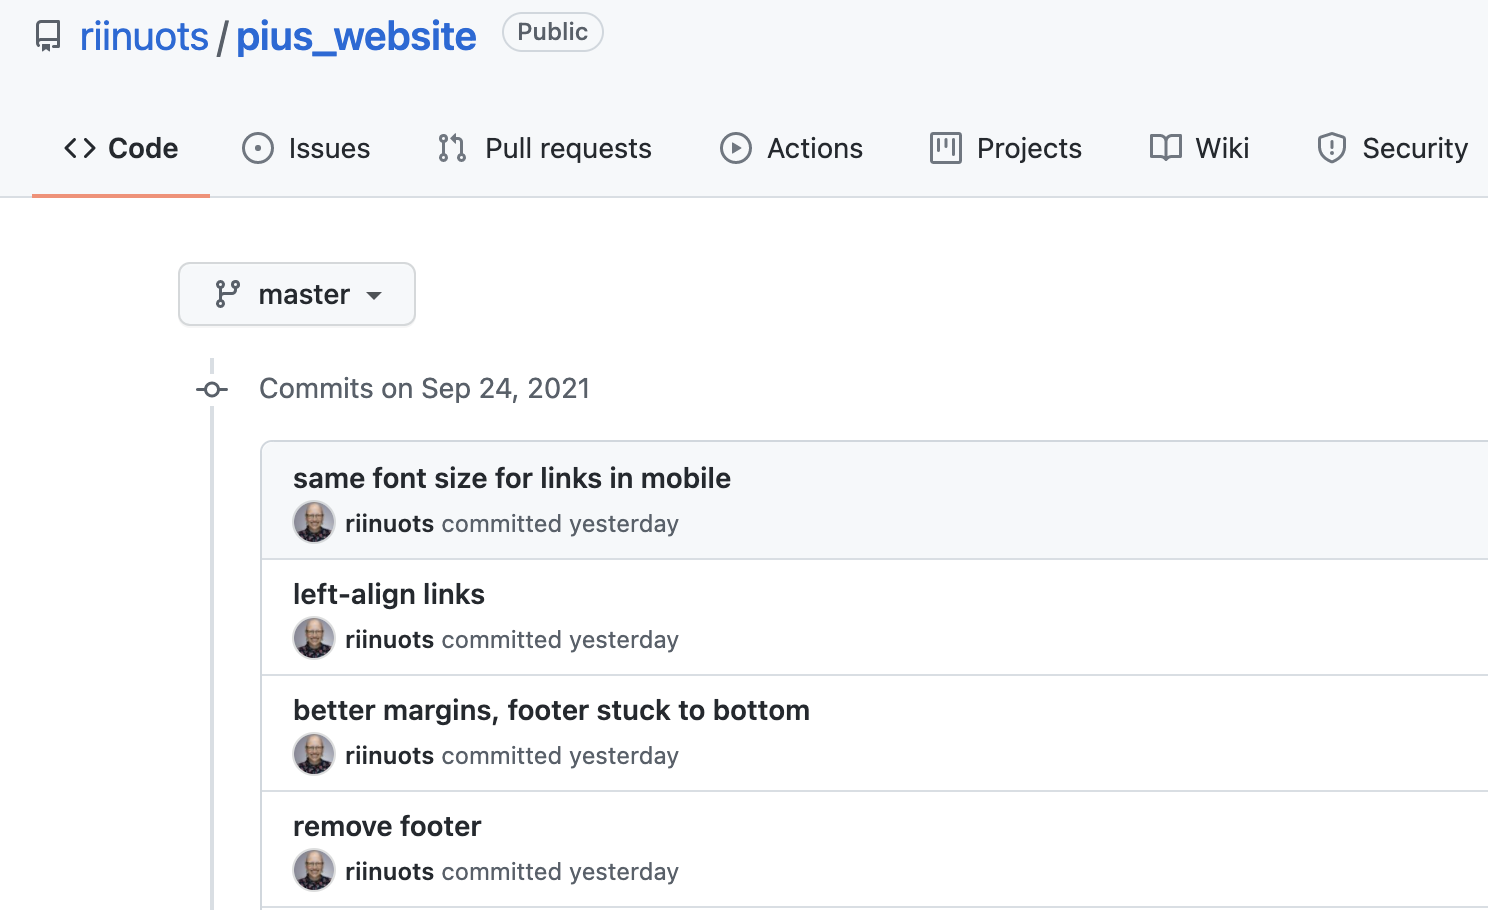 riinuots / pius_website Public
Code Issues Pull requests Actions Projects Wiki Security
master
Commits on Sep 24, 2021
same font size for links in mobile
riinuots committed yesterday
left-align links
riinuots committed yesterday
better margins, footer stuck to bottom
riinuots committed yesterday
remove footer
riinuots committed yesterday